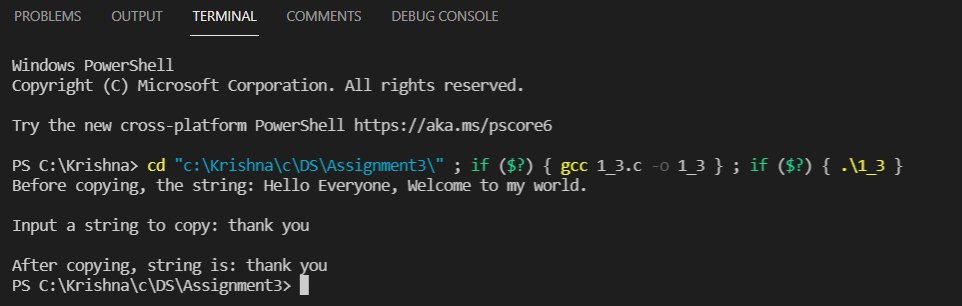 PROBLEMS OUTPUT TERMINAL COMMENTS DEBUG CONSOLE
Windows PowerShell
Copyright (C) Microsoft Corporation. All rights reserved.
Try the new cross-platform PowerShell https://aka.ms/pscore6
PS C:\Krishna> cd "c:\Krishna\c\DS\Assignment3\" ; if ($?) { gcc 1_3.c -o 1_3 } ; if ($?) { .\1_3 }
Before copying, the string: Hello Everyone, Welcome to my world.
Input a string to copy: thank you
After copying, string is: thank you
PS C:\Krishna\c\DS\Assignment3>